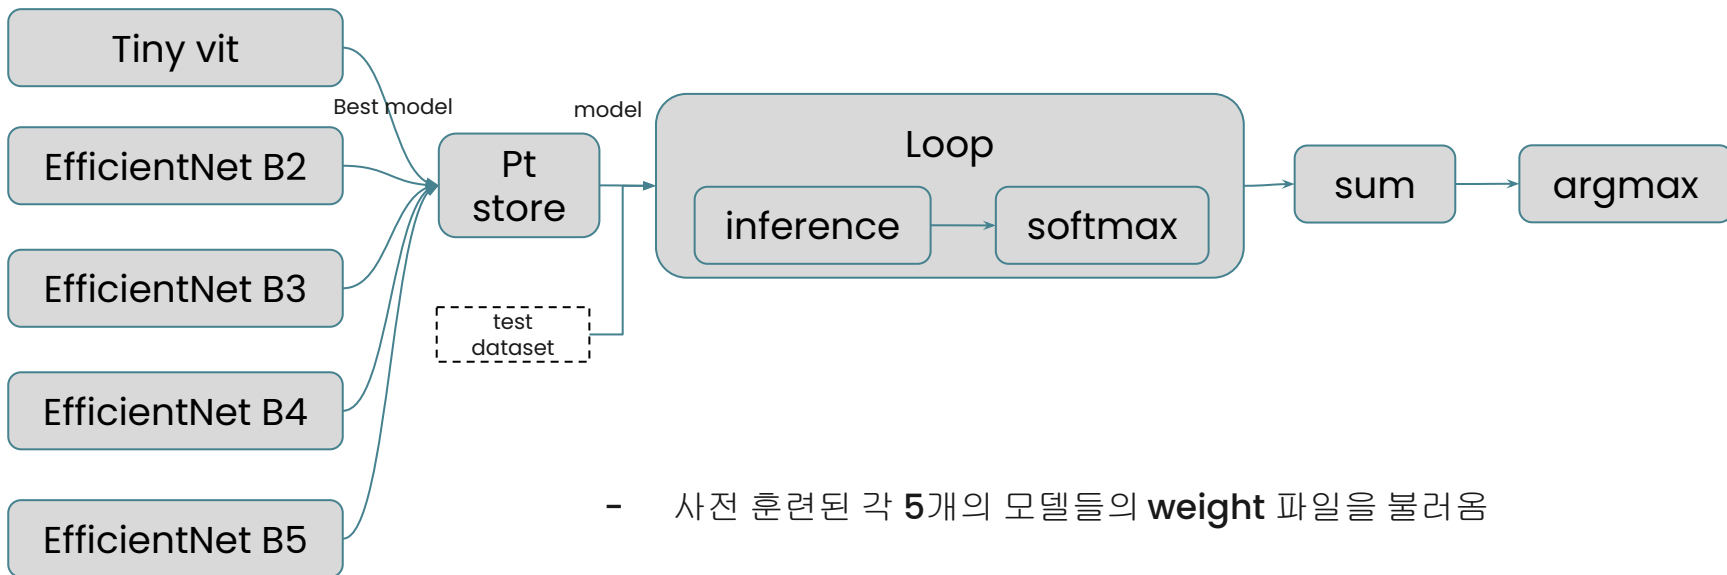 Tiny vit
EfficientNet B2
EfficientNet B3
EfficientNet B4
EfficientNet B5
Best model
Pt
store
test
dataset
model
Loop
inference
softmax
sum
argmax
- 사전 훈련된 각 5개의 모델들의 weight 파일을 불러옴